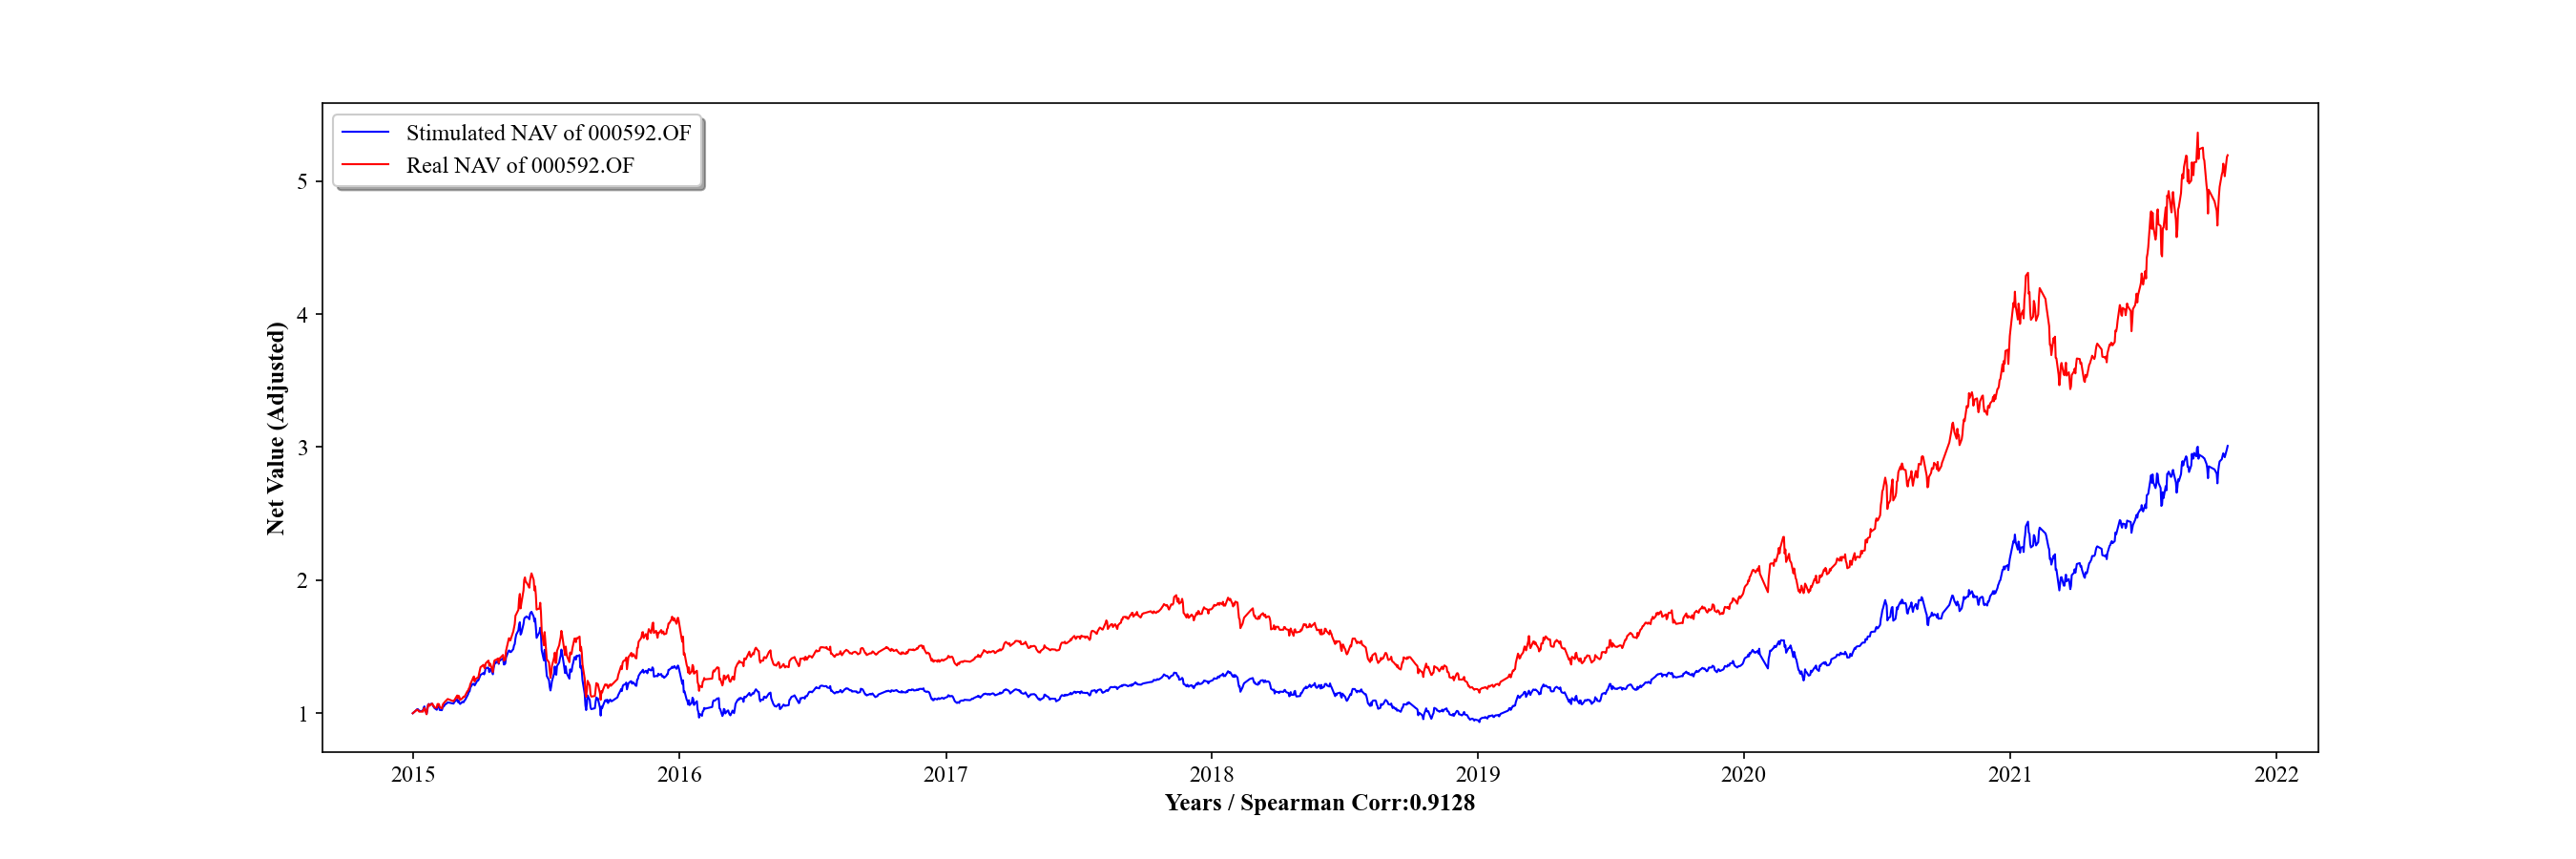 Stimulated NAV of 000592.OF
Real NAV of 000592.OF
Net Value (Adjusted)
5
4
3
2
1
2015 2016 2017 2018 2019 2020 2021 2022
Years / Spearman Corr:0.9128